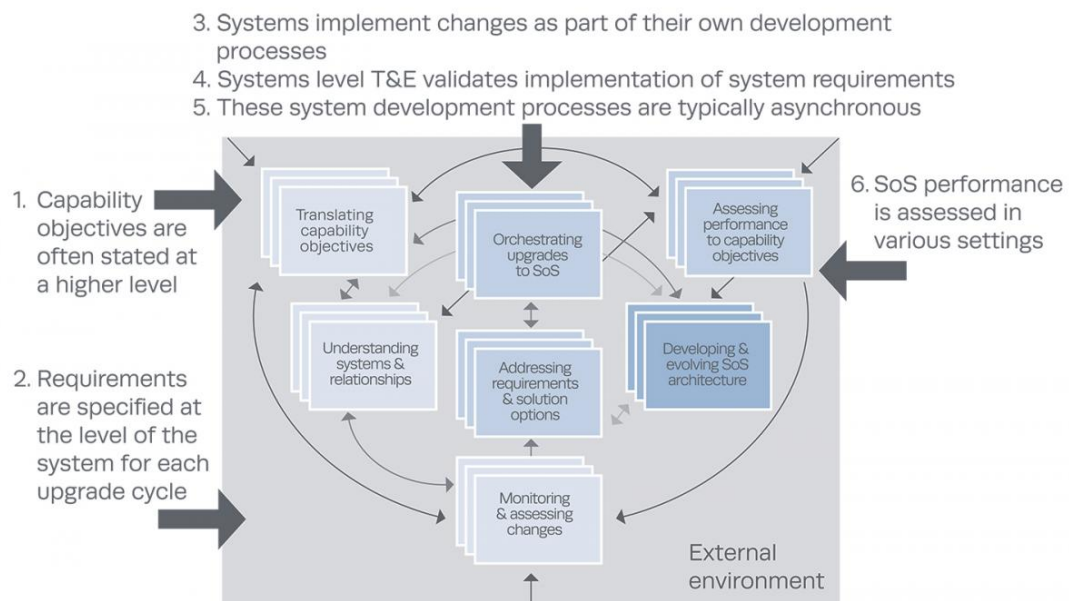 3. Systems implement changes as part of their own development
processes
4. Systems level T&E validates implementation of system requirements
5. These system development processes are typically asynchronous
1. Capability
objectives are
often stated at
a higher level
2. Requirements
are specified at
the level of the
system for each
upgrade cycle
Translating
capability
objectives
Orchestrating
upgrades
to SoS
Assessing
performance
to capability
objectives
6. SoS performance
is assessed in
various settings
Understanding
systems &
relationships
Addressing
requirements
& solution
options
Developing &
evolving SoS
architecture
Monitoring
& assessing
changes
External
environment